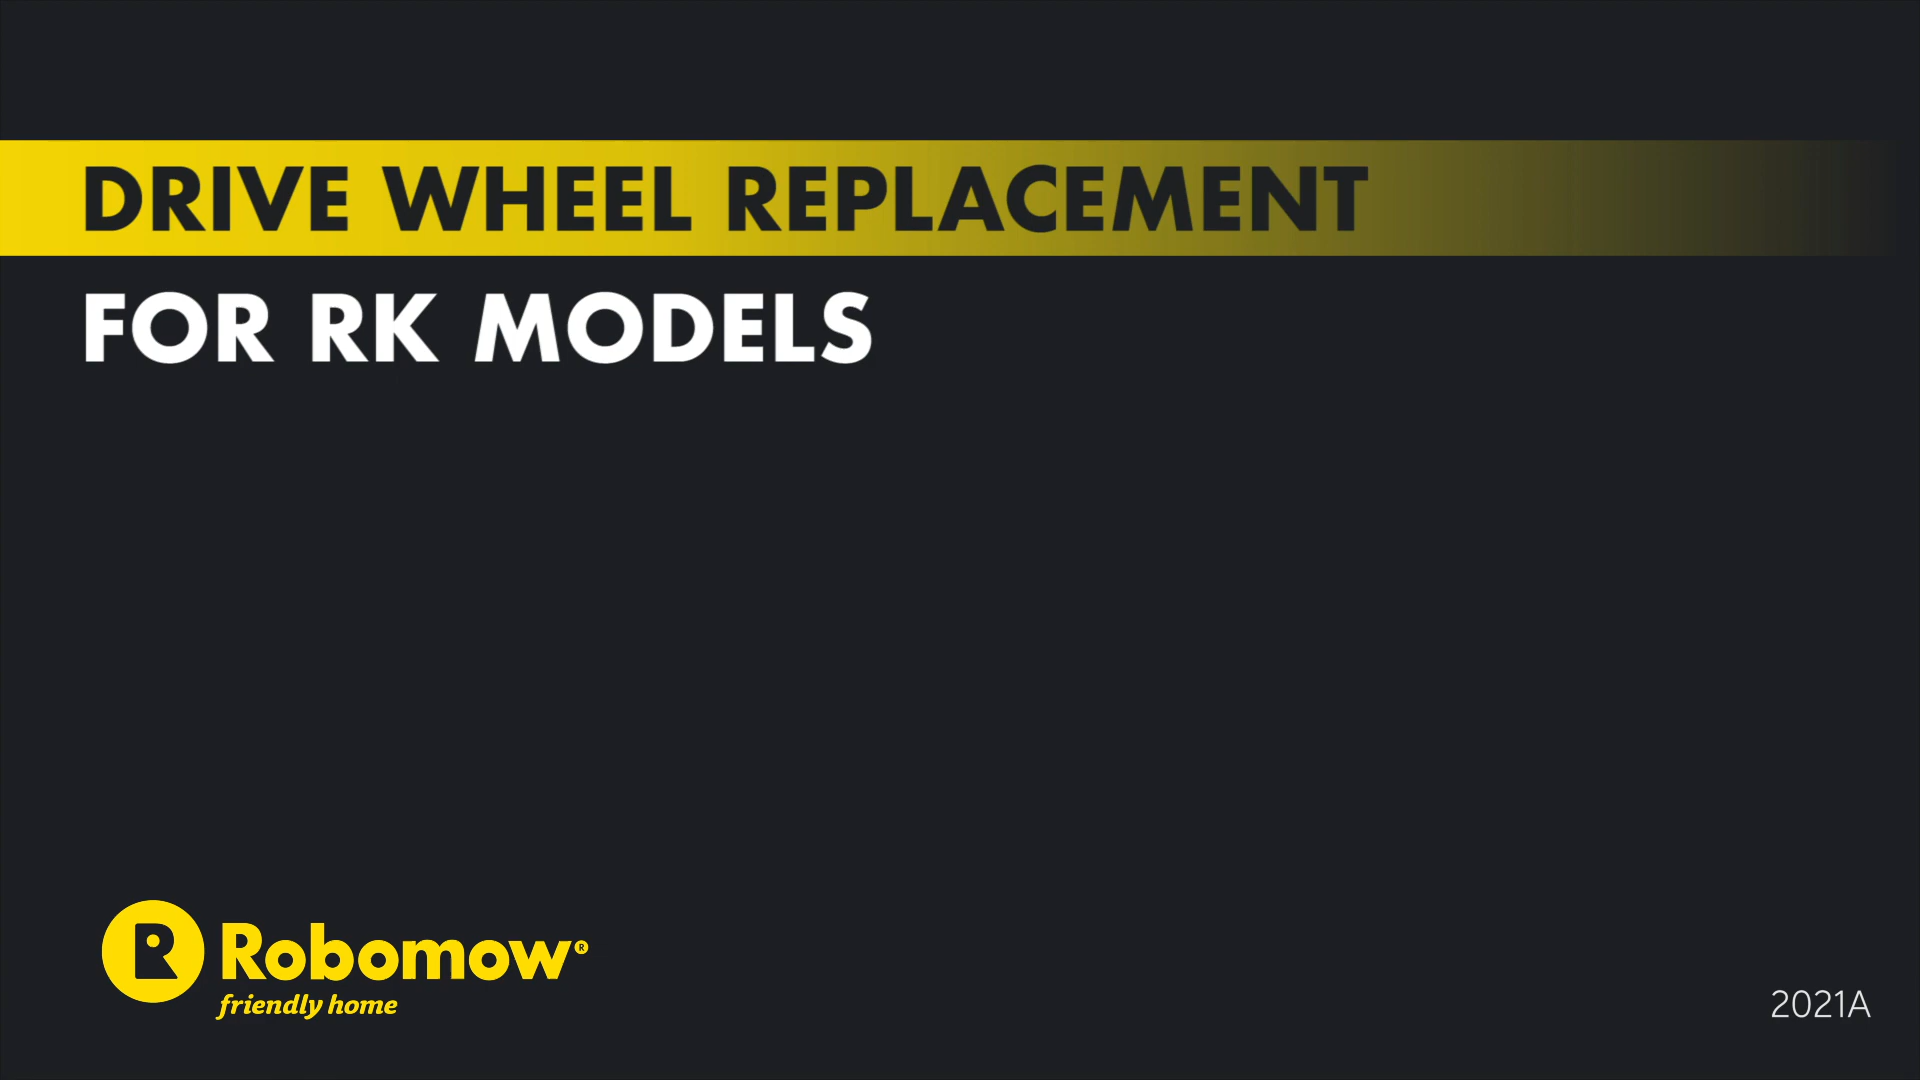 DRIVE WHEEL REPLACEMENT
FOR RK MODELS
R Robomow®
friendly home
2021A